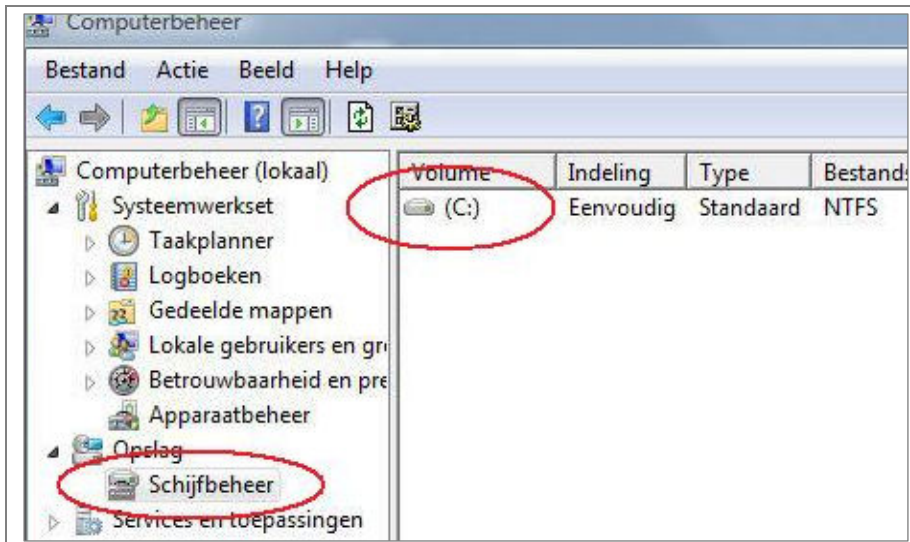 Computerbeheer
Bestand Actie Beeld Help
Computerbeheer (lokaal)
Systeemwerkset
Taakplanner
Logboeken
Gedeelde mappen
Lokale gebruikers en gr
Betrouwbaarheid en pre
Apparaatbeheer
Opslag
Schijfbeheer
Services en toepassingen
Volume Indeling Type Bestands
(C:) Eenvoudig Standaard NTFS